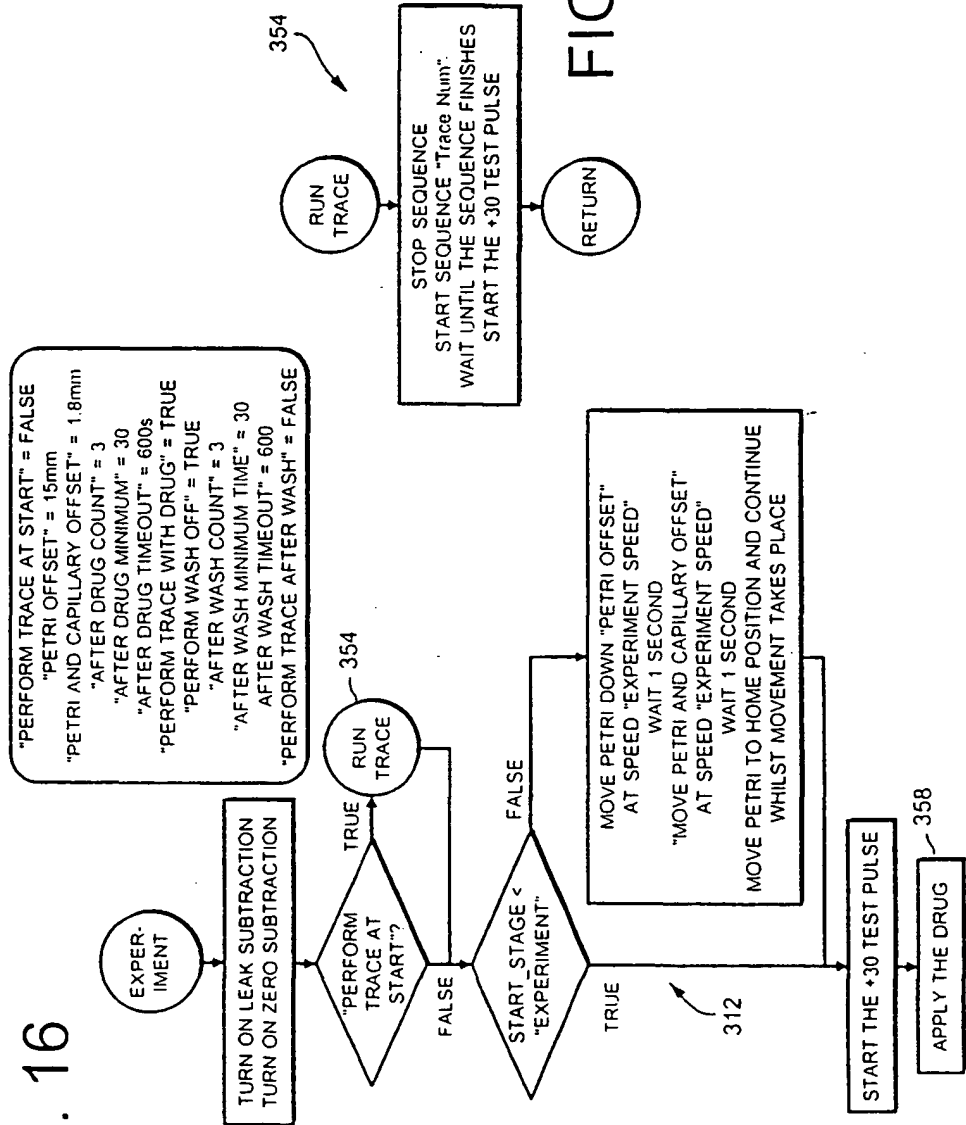 . 16
EXPER-
IMENT
TURN ON LEAK SUBTRACTION
TURN ON ZERO SUBTRACTION
"PERFORM
TRACE AT
START"?
TRUE
FALSE
RUN
TRACE
354
START_STAGE <
"EXPERIMENT"
FALSE
TRUE
312
MOVE PETRI DOWN "PETRI OFFSET"
AT SPEED "EXPERIMENT SPEED"
WAIT 1 SECOND
"MOVE PETRI AND CAPILLARY OFFSET"
AT SPEED "EXPERIMENT SPEED"
WAIT 1 SECOND
MOVE PETRI TO HOME POSITION AND CONTINUE
WHILST MOVEMENT TAKES PLACE
START THE +30 TEST PULSE
APPLY THE DRUG
358
"PERFORM TRACE AT START" = FALSE
"PETRI OFFSET" = 15mm
"PETRI AND CAPILLARY OFFSET" = 1.8mm
"AFTER DRUG COUNT" = 3
"AFTER DRUG MINIMUM" = 30
"AFTER DRUG TIMEOUT" = 600s
"PERFORM TRACE WITH DRUG" = TRUE
"PERFORM WASH OFF" = TRUE
"AFTER WASH COUNT" = 3
"AFTER WASH MINIMUM TIME" = 30
AFTER WASH TIMEOUT" = 600
"PERFORM TRACE AFTER WASH" = FALSE
354
RUN
TRACE
STOP SEQUENCE
START SEQUENCE "Trace Num".
WAIT UNTIL THE SEQUENCE FINISHES
START THE +30 TEST PULSE
RETURN